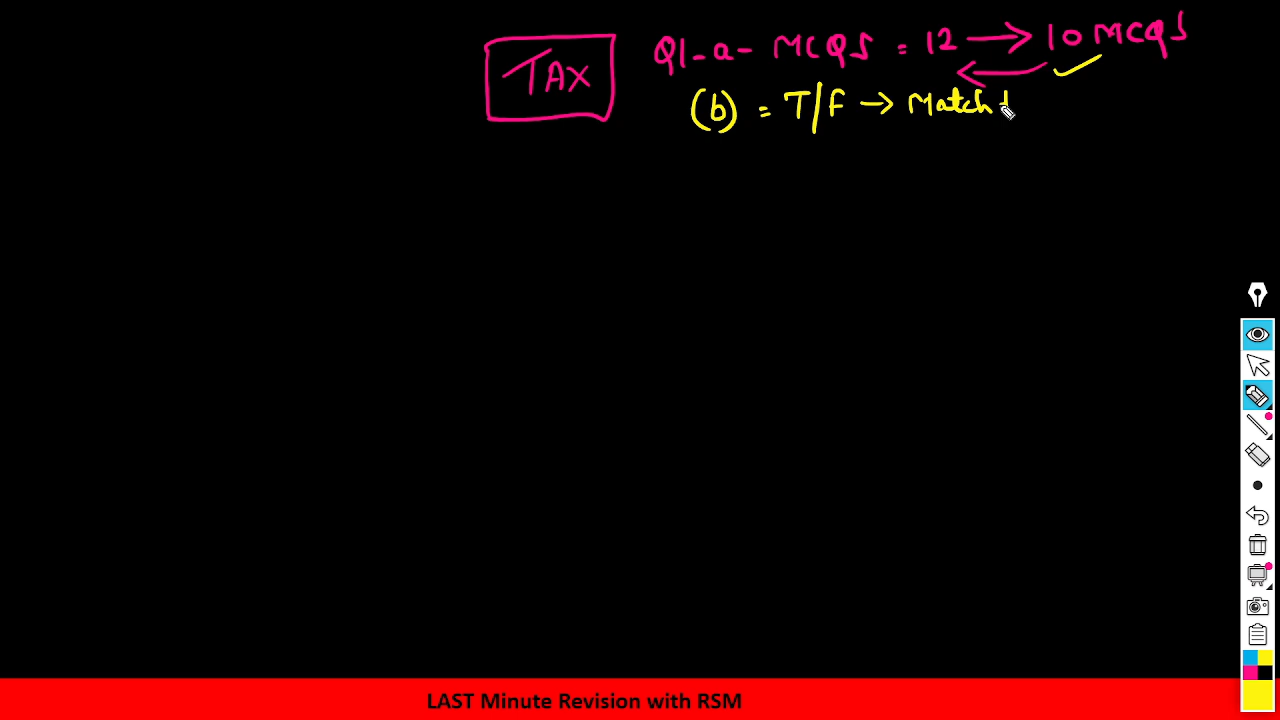 TAX
Q1-a- MCQS = 12 → 10 MCQS
(b) = T/F → Match
LAST Minute Revision with RSM